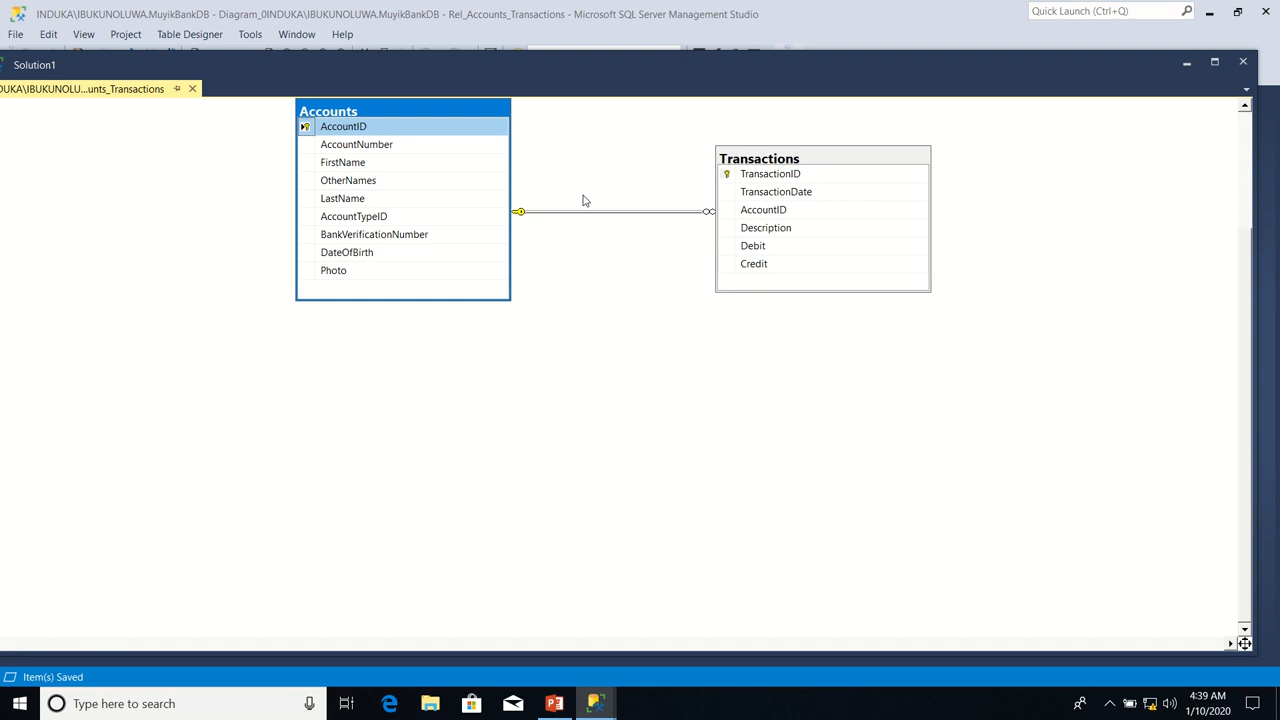 INDUKA\IBUKUNOLUWA.MuyikBankDB - Diagram_0INDUKA\IBUKUNOLUWA.MuyikBankDB - Rel_Accounts_Transactions - Microsoft SQL Server Management Studio
Quick Launch (Ctrl+Q)
File Edit View Project Table Designer Tools Window Help
Solution1
DUKA\IBUKUNOLU...unts_Transactions
Accounts
AccountID
AccountNumber
FirstName
OtherNames
LastName
AccountTypeID
BankVerificationNumber
DateOfBirth
Photo
Transactions
TransactionID
TransactionDate
AccountID
Description
Debit
Credit
Item(s) Saved
Type here to search
4:39 AM
1/10/2020